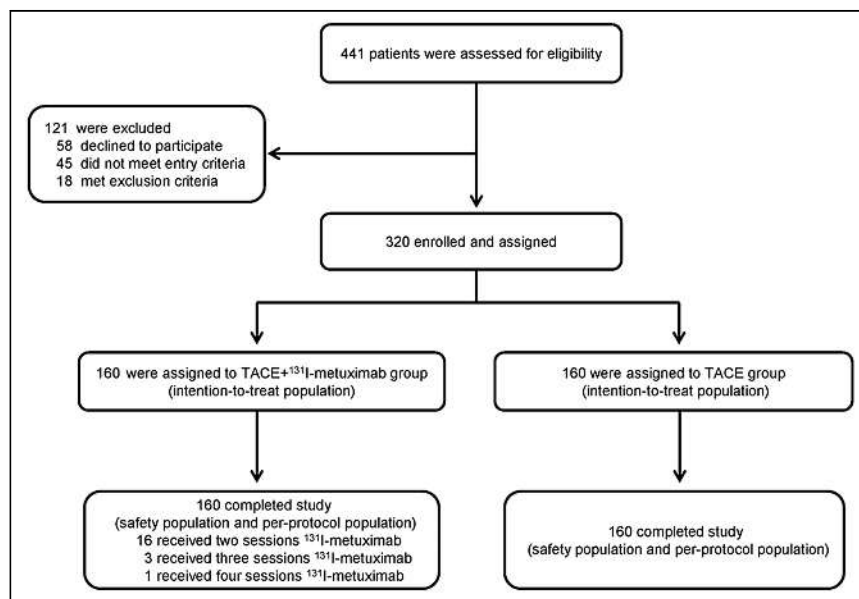 441 patients were assessed for eligibility
121 were excluded
58 declined to participate
45 did not meet entry criteria
18 met exclusion criteria
320 enrolled and assigned
160 were assigned to TACE+¹³¹I-metuximab group
(intention-to-treat population)
160 were assigned to TACE group
(intention-to-treat population)
160 completed study
(safety population and per-protocol population)
16 received two sessions ¹³¹I-metuximab
3 received three sessions ¹³¹I-metuximab
1 received four sessions ¹³¹I-metuximab
160 completed study
(safety population and per-protocol population)